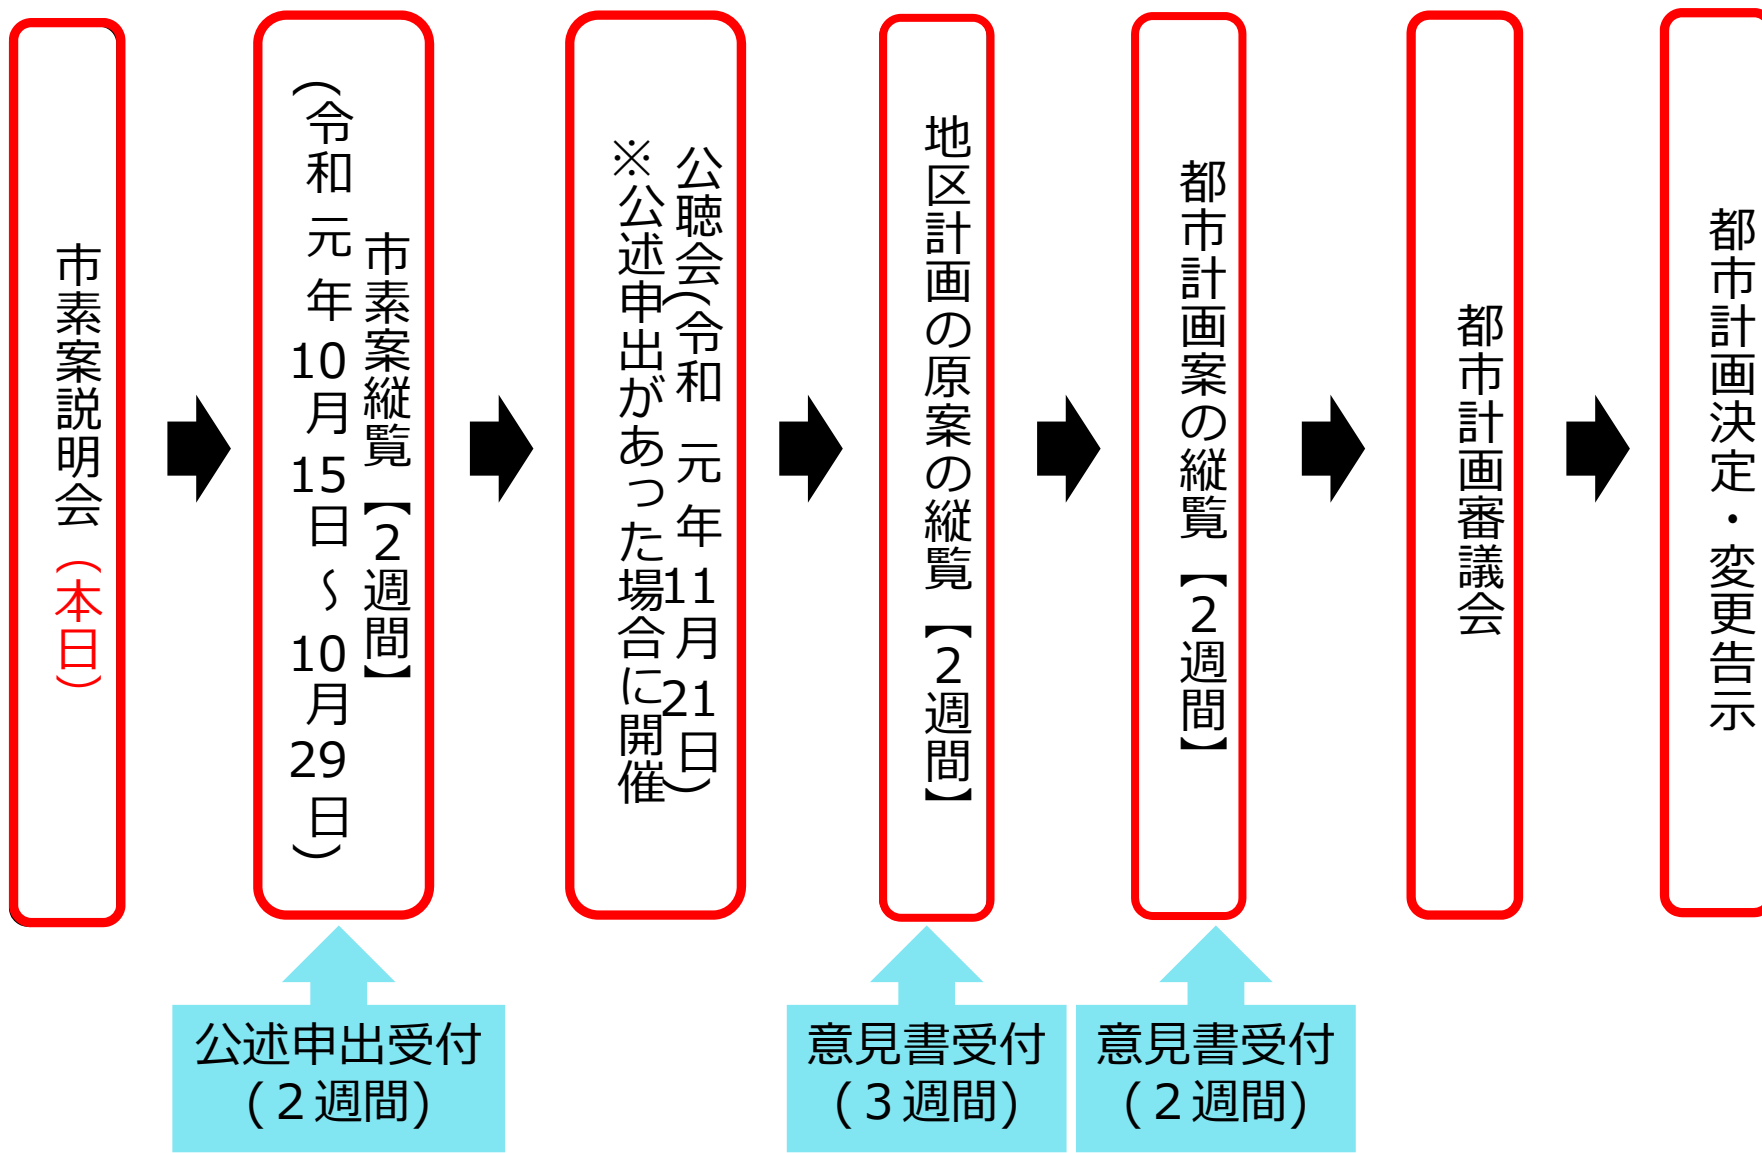 市素案説明会（本日）
市素案縦覧【2週間】
(令和元年10月15日～10月29日)
公聴会(令和元年11月21日)
※公述申出があった場合に開催
地区計画の原案の縦覧【2週間】
都市計画案の縦覧【2週間】
都市計画審議会
都市計画決定・変更告示
公述申出受付
(２週間)
意見書受付
(３週間)
意見書受付
(２週間)